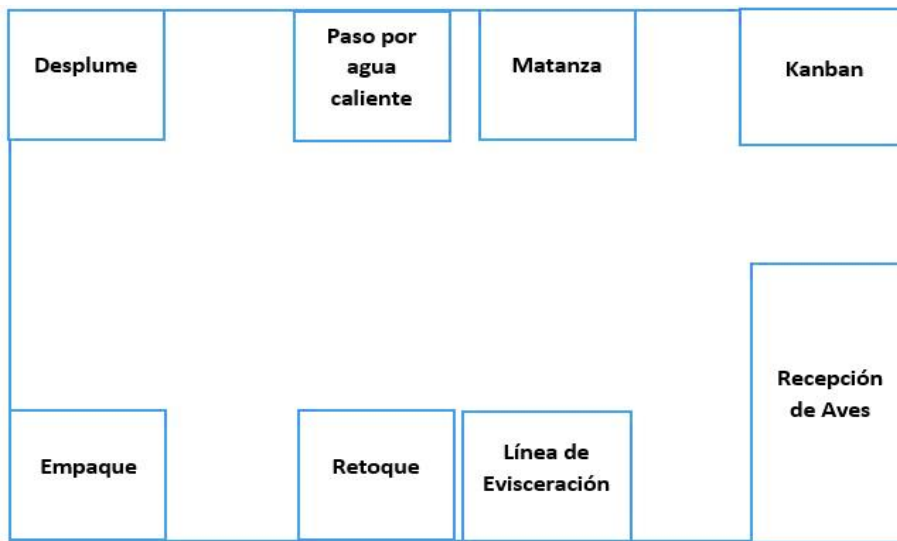 Desplume
Paso por
agua
caliente
Matanza
Kanban
Recepción
de Aves
Empaque
Retoque
Línea de
Evisceración